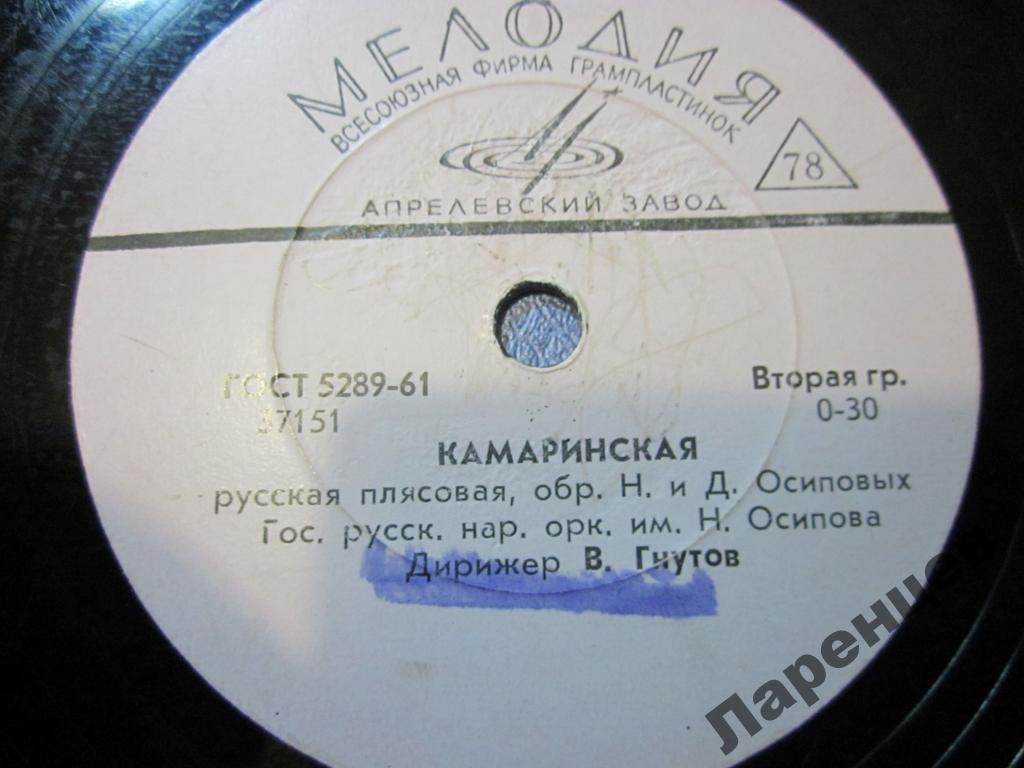 МЕЛОДИЯ
ВСЕСОЮЗНАЯ ФИРМА ГРАМПЛАСТИНОК
78
АПРЕЛЕВСКИЙ ЗАВОД
ГОСТ 5289-61
Вторая гр.
37151
0-30
КАМАРИНСКАЯ
русская плясовая, обр. Н. и Д. Осиповых
Гос. русск. нар. орк. им. Н. Осипова
Дирижер В. Гнутов